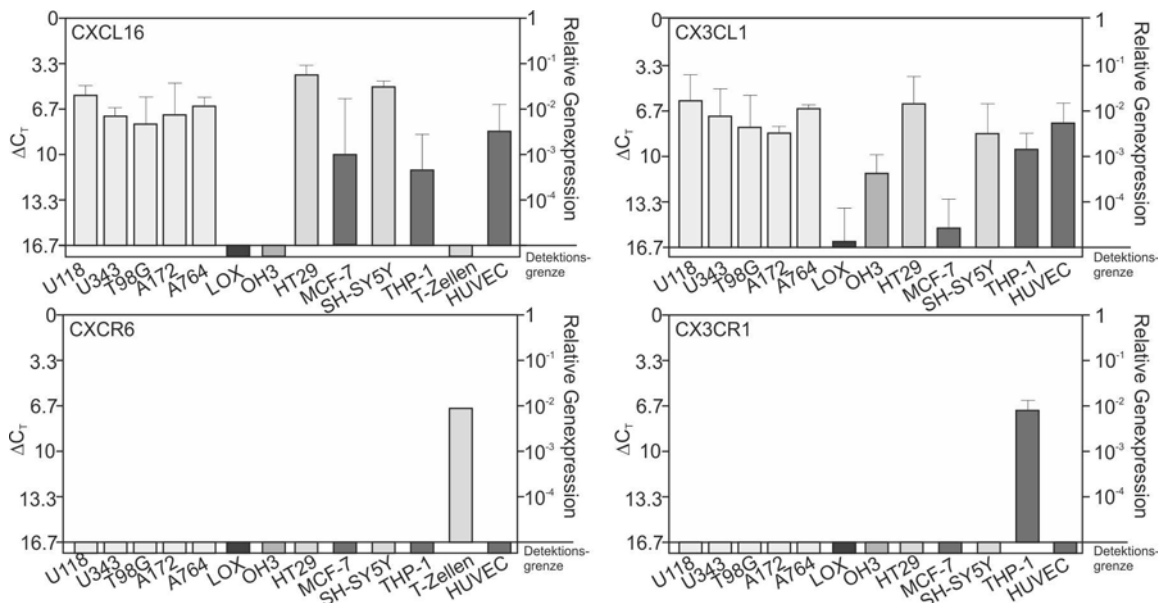 CXCL16
0
3.3
6.7
10
13.3
16.7
ΔC_T
1
10⁻¹
10⁻²
10⁻³
10⁻⁴
Relative Genexpression
Detektions-
grenze
U118
U343
T98G
A172
A764
LOX
OH3
HT29
MCF-7
SH-SY5Y
THP-1
T-Zellen
HUVEC
CX3CL1
0
3.3
6.7
10
13.3
16.7
ΔC_T
1
10⁻¹
10⁻²
10⁻³
10⁻⁴
Relative Genexpression
Detektions-
grenze
U118
U343
T98G
A172
A764
LOX
OH3
HT29
MCF-7
SH-SY5Y
THP-1
HUVEC
CXCR6
0
3.3
6.7
10
13.3
16.7
ΔC_T
1
10⁻¹
10⁻²
10⁻³
10⁻⁴
Relative Genexpression
Detektions-
grenze
U118
U343
T98G
A172
A764
LOX
OH3
HT29
MCF-7
SH-SY5Y
THP-1
T-Zellen
HUVEC
CX3CR1
0
3.3
6.7
10
13.3
16.7
ΔC_T
1
10⁻¹
10⁻²
10⁻³
10⁻⁴
Relative Genexpression
Detektions-
grenze
U118
U343
T98G
A172
A764
LOX
OH3
HT29
MCF-7
SH-SY5Y
THP-1
HUVEC